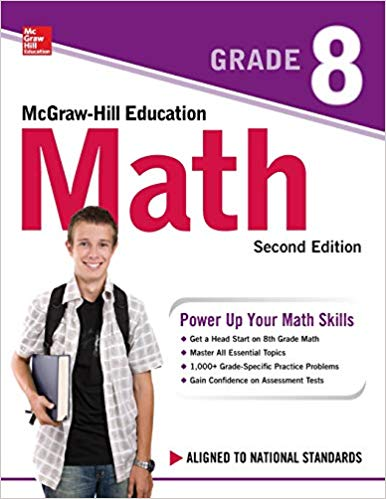 Mc
Graw
Hill
Education
GRADE 8
McGraw-Hill Education
Math
Second Edition
Power Up Your Math Skills
• Get a Head Start on 8th Grade Math
• Master All Essential Topics
• 1,000+ Grade-Specific Practice Problems
• Gain Confidence on Assessment Tests
ALIGNED TO NATIONAL STANDARDS